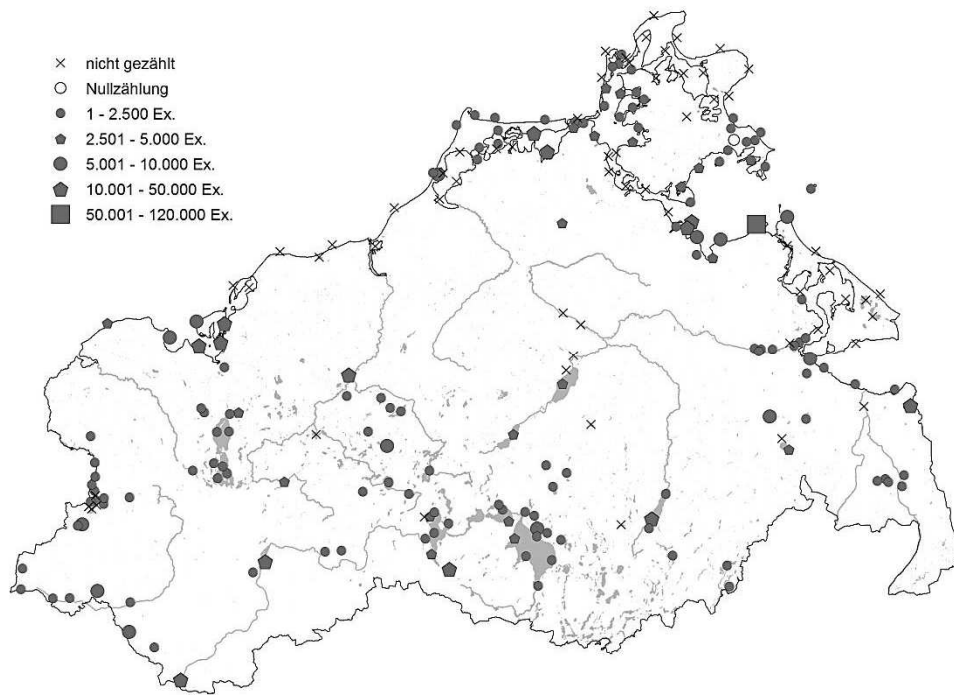 nicht gezählt
Nullzählung
1 - 2.500 Ex.
2.501 - 5.000 Ex.
5.001 - 10.000 Ex.
10.001 - 50.000 Ex.
50.001 - 120.000 Ex.